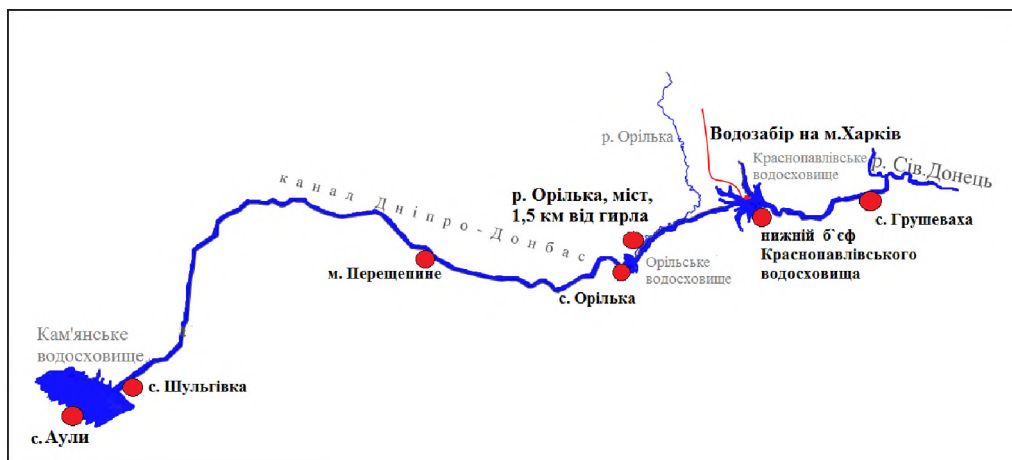 р. Орілька
Водозабір на м.Харків
Краснопавлівське
водосховище
р. Сів.Донець
канал Дніпро-Донбас
р. Орілька, міст,
1,5 км від гирла
с. Грушеваха
нижній б`єф
Краснопавлівського
водосховища
м. Перещепине
Орільське
водосховище
с. Орілька
Кам'янське
водосховище
с. Шульгівка
с. Аули